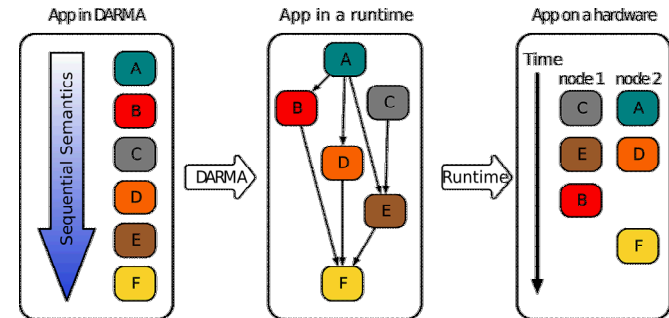 App in DARMA
Sequential Semantics
A
B
C
D
E
F
DARMA
App in a runtime
A
B
C
D
E
F
Runtime
App on a hardware
Time
node 1 node 2
C A
E D
B
F